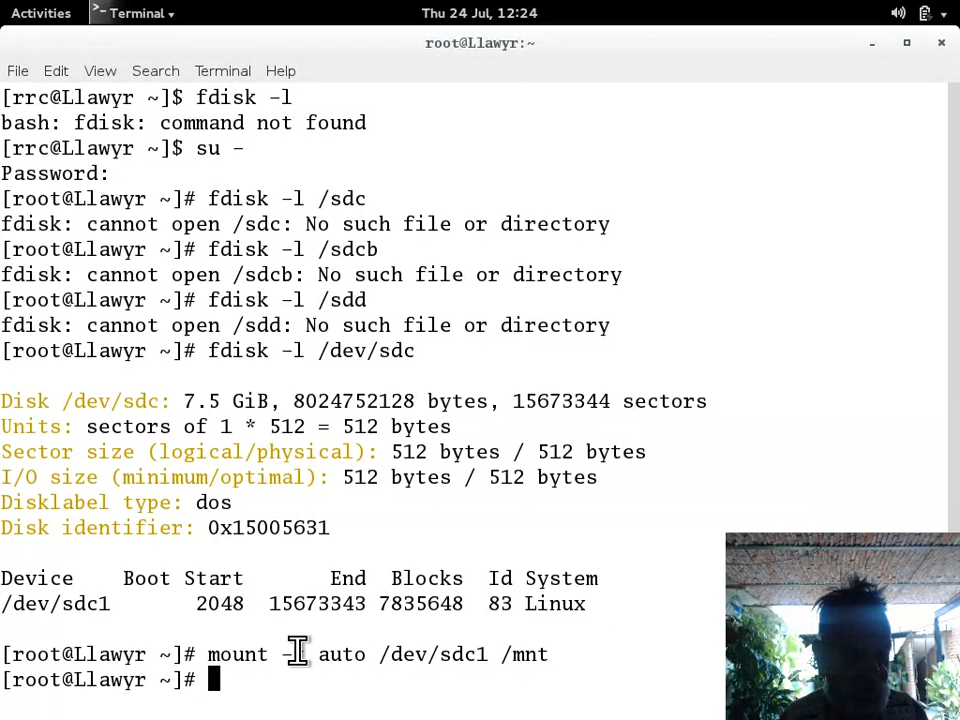 Activities
Terminal
Thu 24 Jul, 12:24
root@Llawyr:~
File Edit View Search Terminal Help
[rrc@Llawyr ~]$ fdisk -l
bash: fdisk: command not found
[rrc@Llawyr ~]$ su -
Password:
[root@Llawyr ~]# fdisk -l /sdc
fdisk: cannot open /sdc: No such file or directory
[root@Llawyr ~]# fdisk -l /sdcb
fdisk: cannot open /sdcb: No such file or directory
[root@Llawyr ~]# fdisk -l /sdd
fdisk: cannot open /sdd: No such file or directory
[root@Llawyr ~]# fdisk -l /dev/sdc
Disk /dev/sdc: 7.5 GiB, 8024752128 bytes, 15673344 sectors
Units: sectors of 1 * 512 = 512 bytes
Sector size (logical/physical): 512 bytes / 512 bytes
I/O size (minimum/optimal): 512 bytes / 512 bytes
Disklabel type: dos
Disk identifier: 0x15005631
Device Boot Start End Blocks Id System
/dev/sdc1 2048 15673343 7835648 83 Linux
[root@Llawyr ~]# mount auto /dev/sdc1 /mnt
[root@Llawyr ~]#